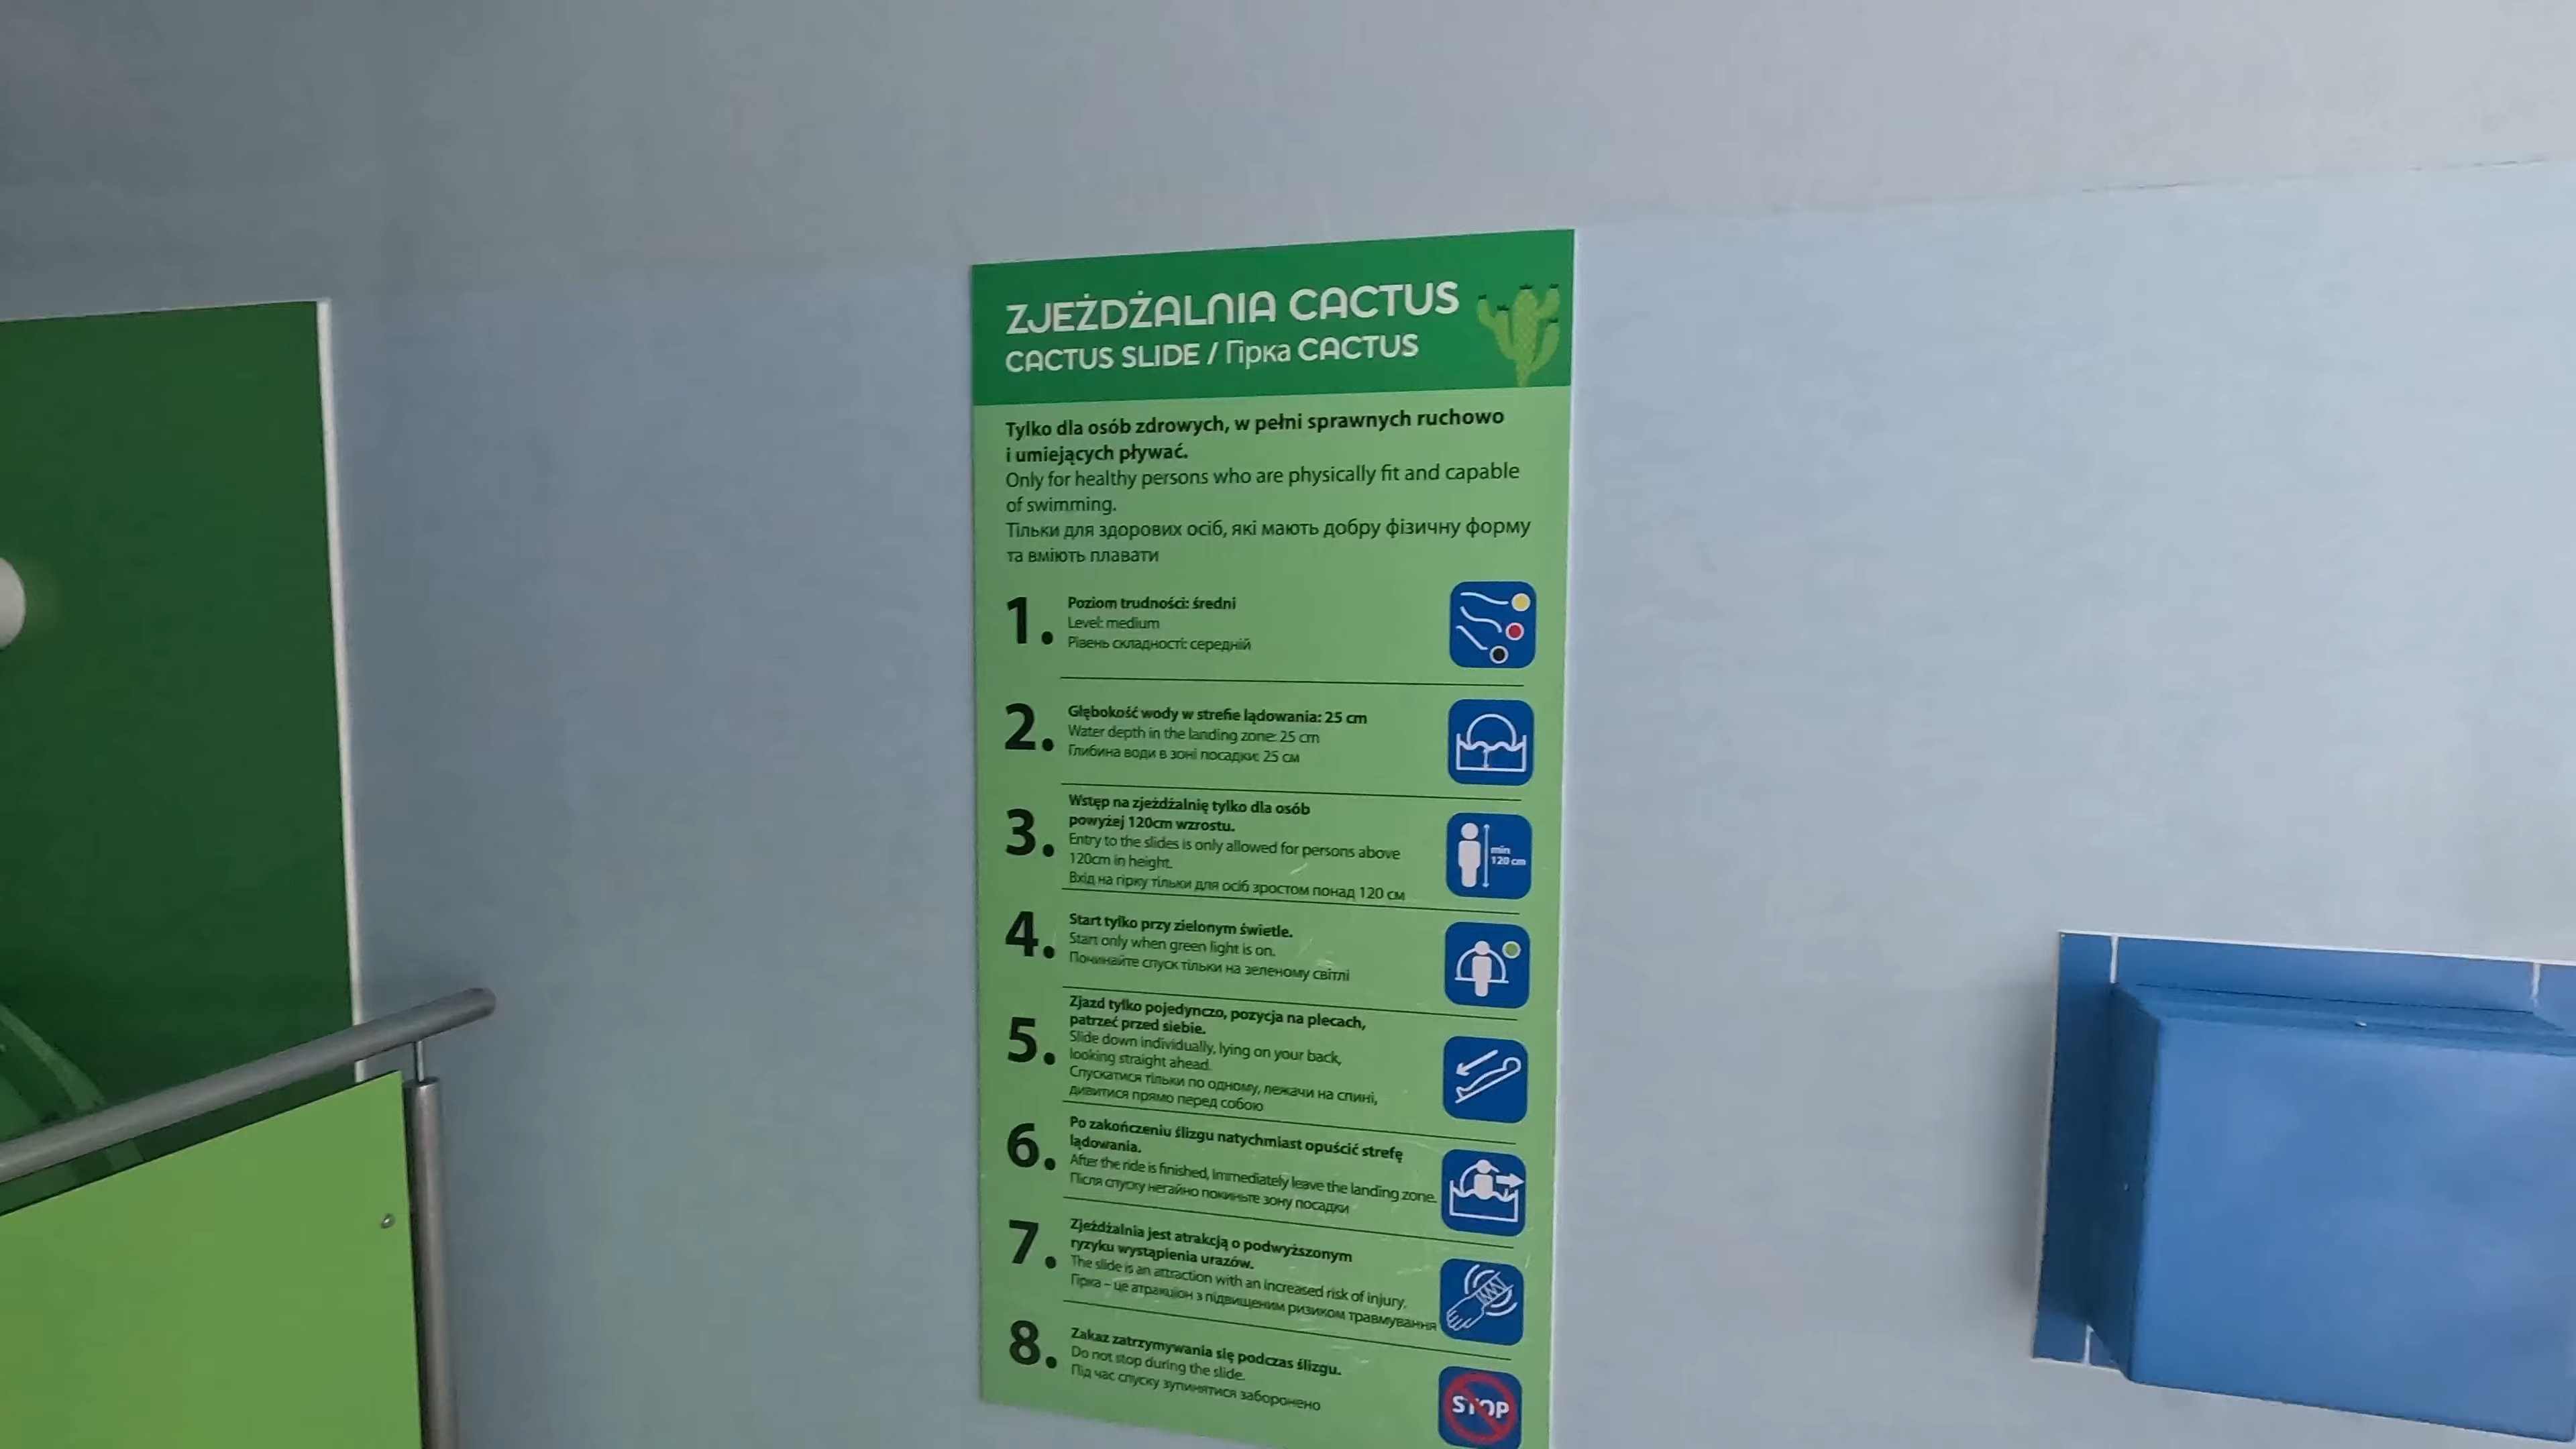 ZJEŻDŻALNIA CACTUS
CACTUS SLIDE / Гірка CACTUS
Tylko dla osób zdrowych, w pełni sprawnych ruchowo
i umiejących pływać.
Only for healthy persons who are physically fit and capable
of swimming.
Тільки для здорових осіб, які мають добру фізичну форму
та вміють плавати
1. Poziom trudności: średni
Level: medium
Рівень складності: середній
2. Głębokość wody w strefie lądowania: 25 cm
Water depth in the landing zone: 25 cm
Глибина води в зоні посадки: 25 см
3. Wstęp na zjeżdżalnię tylko dla osób
powyżej 120cm wzrostu.
Entry to the slides is only allowed for persons above
120cm in height.
Вхід на гірку тільки для осіб зростом понад 120 см
min
120 cm
4. Start tylko przy zielonym świetle.
Start only when green light is on.
Починайте спуск тільки на зеленому світлі
5. Zjazd tylko pojedynczo, pozycja na plecach,
patrzeć przed siebie.
Slide down individually, lying on your back,
looking straight ahead.
Спускатися тільки по одному, лежачи на спині,
дивитися прямо перед собою
6. Po zakończeniu ślizgu natychmiast opuścić strefę
lądowania.
After the ride is finished, immediately leave the landing zone.
Після спуску негайно покиньте зону посадки
7. Zjeżdżalnia jest atrakcją o podwyższonym
ryzyku wystąpienia urazów.
The slide is an attraction with an increased risk of injury.
Гірка – це атракціон з підвищеним ризиком травмування
8. Zakaz zatrzymywania się podczas ślizgu.
Do not stop during the slide.
Під час спуску зупинятися заборонено
STOP